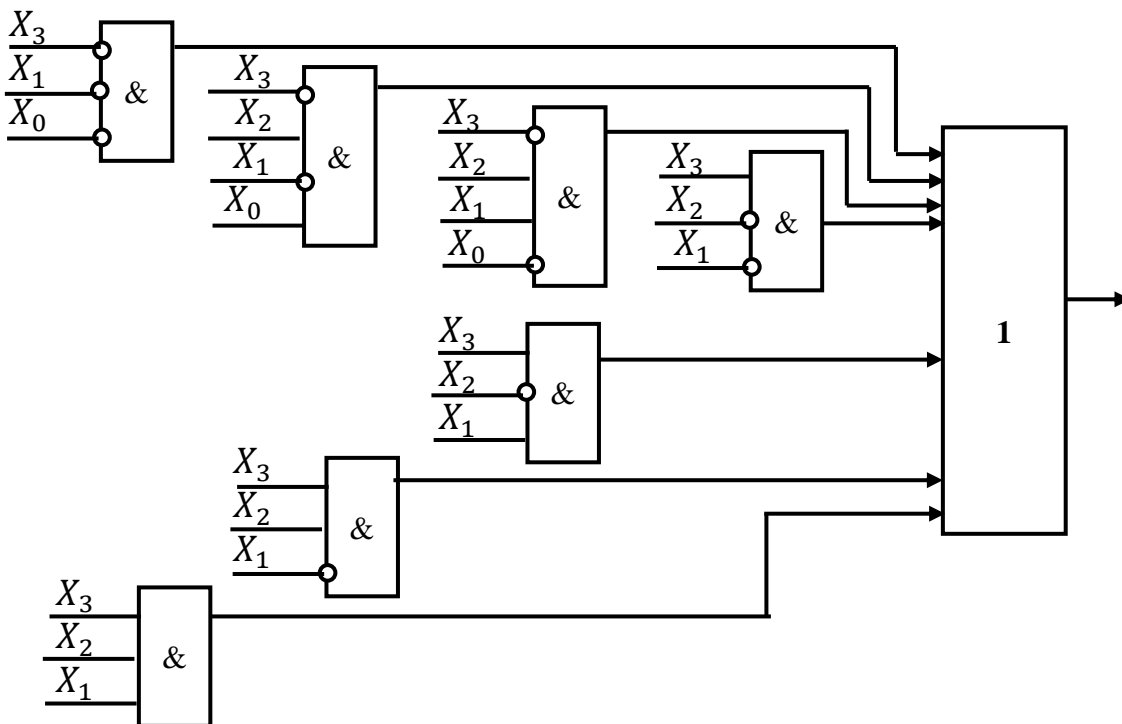 X₃
X₁
X₀
&
X₃
X₂
X₁
X₀
&
X₃
X₂
X₁
X₀
&
X₃
X₂
X₁
&
X₃
X₂
X₁
&
1
X₃
X₂
X₁
&
X₃
X₂
X₁
&